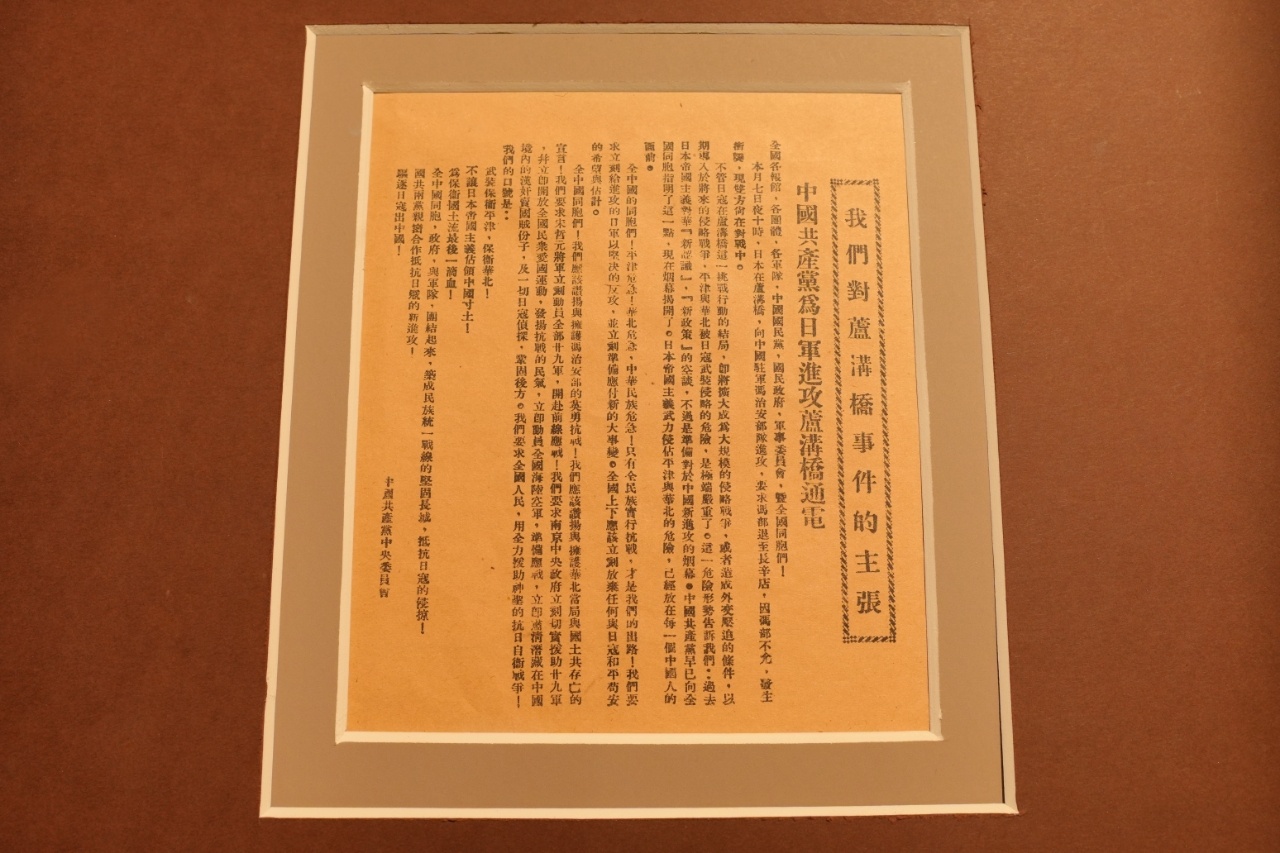 我們對蘆溝橋事件的主張
中國共產黨爲日軍進攻蘆溝橋通電
全國各報館，各團體，各軍隊，中國國民黨，國民政府，軍事委員會，暨全國同胞們！
本月七日夜十時，日本在蘆溝橋，向中國駐軍馮治安部隊進攻，要求馮部退至長辛店，因馮部不允，發生
衝突，現雙方尚在對戰中。
不管日寇在蘆溝橋這一挑戰行動的結局，即將擴大成爲大規模的侵略戰爭，或者造成外交壓迫的條件，以
期導入於將來的侵略戰爭，平津與華北被日寇武裝侵略的危險，是極端嚴重了。這一危險形勢告訴我們：過去
日本帝國主義對華『新認識』，『新政策』的空談，不過是準備對於中國新進攻的烟幕。中國共產黨早已向全
國同胞指明了這一點，現在烟幕揭開了。日本帝國主義武力侵佔平津與華北的危險，已經放在每一個中國人的
面前。
全中國的同胞們！平津危急！華北危急，中華民族危急！只有全民族實行抗戰，才是我們的出路！我們要
求立刻給進攻的日軍以堅決的反攻，並立刻準備應付新的大事變。全國上下應該立刻放棄任何與日寇和平苟安
的希望與估計。
全中國同胞們！我們應該讚揚與擁護馮治安部的英勇抗戰！我們應該讚揚與擁護華北當局與國土共存亡的
宣言！我們要求宋哲元將軍立刻動員全部廿九軍，開赴前線應戰！我們要求南京中央政府立刻切實援助廿九軍
，并立即開放全國民衆愛國運動，發揚抗戰的民氣，立即動員全國海陸空軍，準備應戰，立即肅清潛藏在中國
境內的漢奸賣國賊份子，及一切日寇偵探，鞏固後方。我們要求全國人民，用全力援助神聖的抗日自衛戰爭！
我們的口號是：
武裝保衛平津，保衛華北！
不讓日本帝國主義佔領中國寸土！
爲保衛國土流最後一滴血！
全中國同胞，政府，與軍隊，團結起來，築成民族統一戰線的堅固長城，抵抗日寇的侵掠！
國共兩黨親密合作抵抗日寇的新進攻！
驅逐日寇出中國！
中國共產黨中央委員會